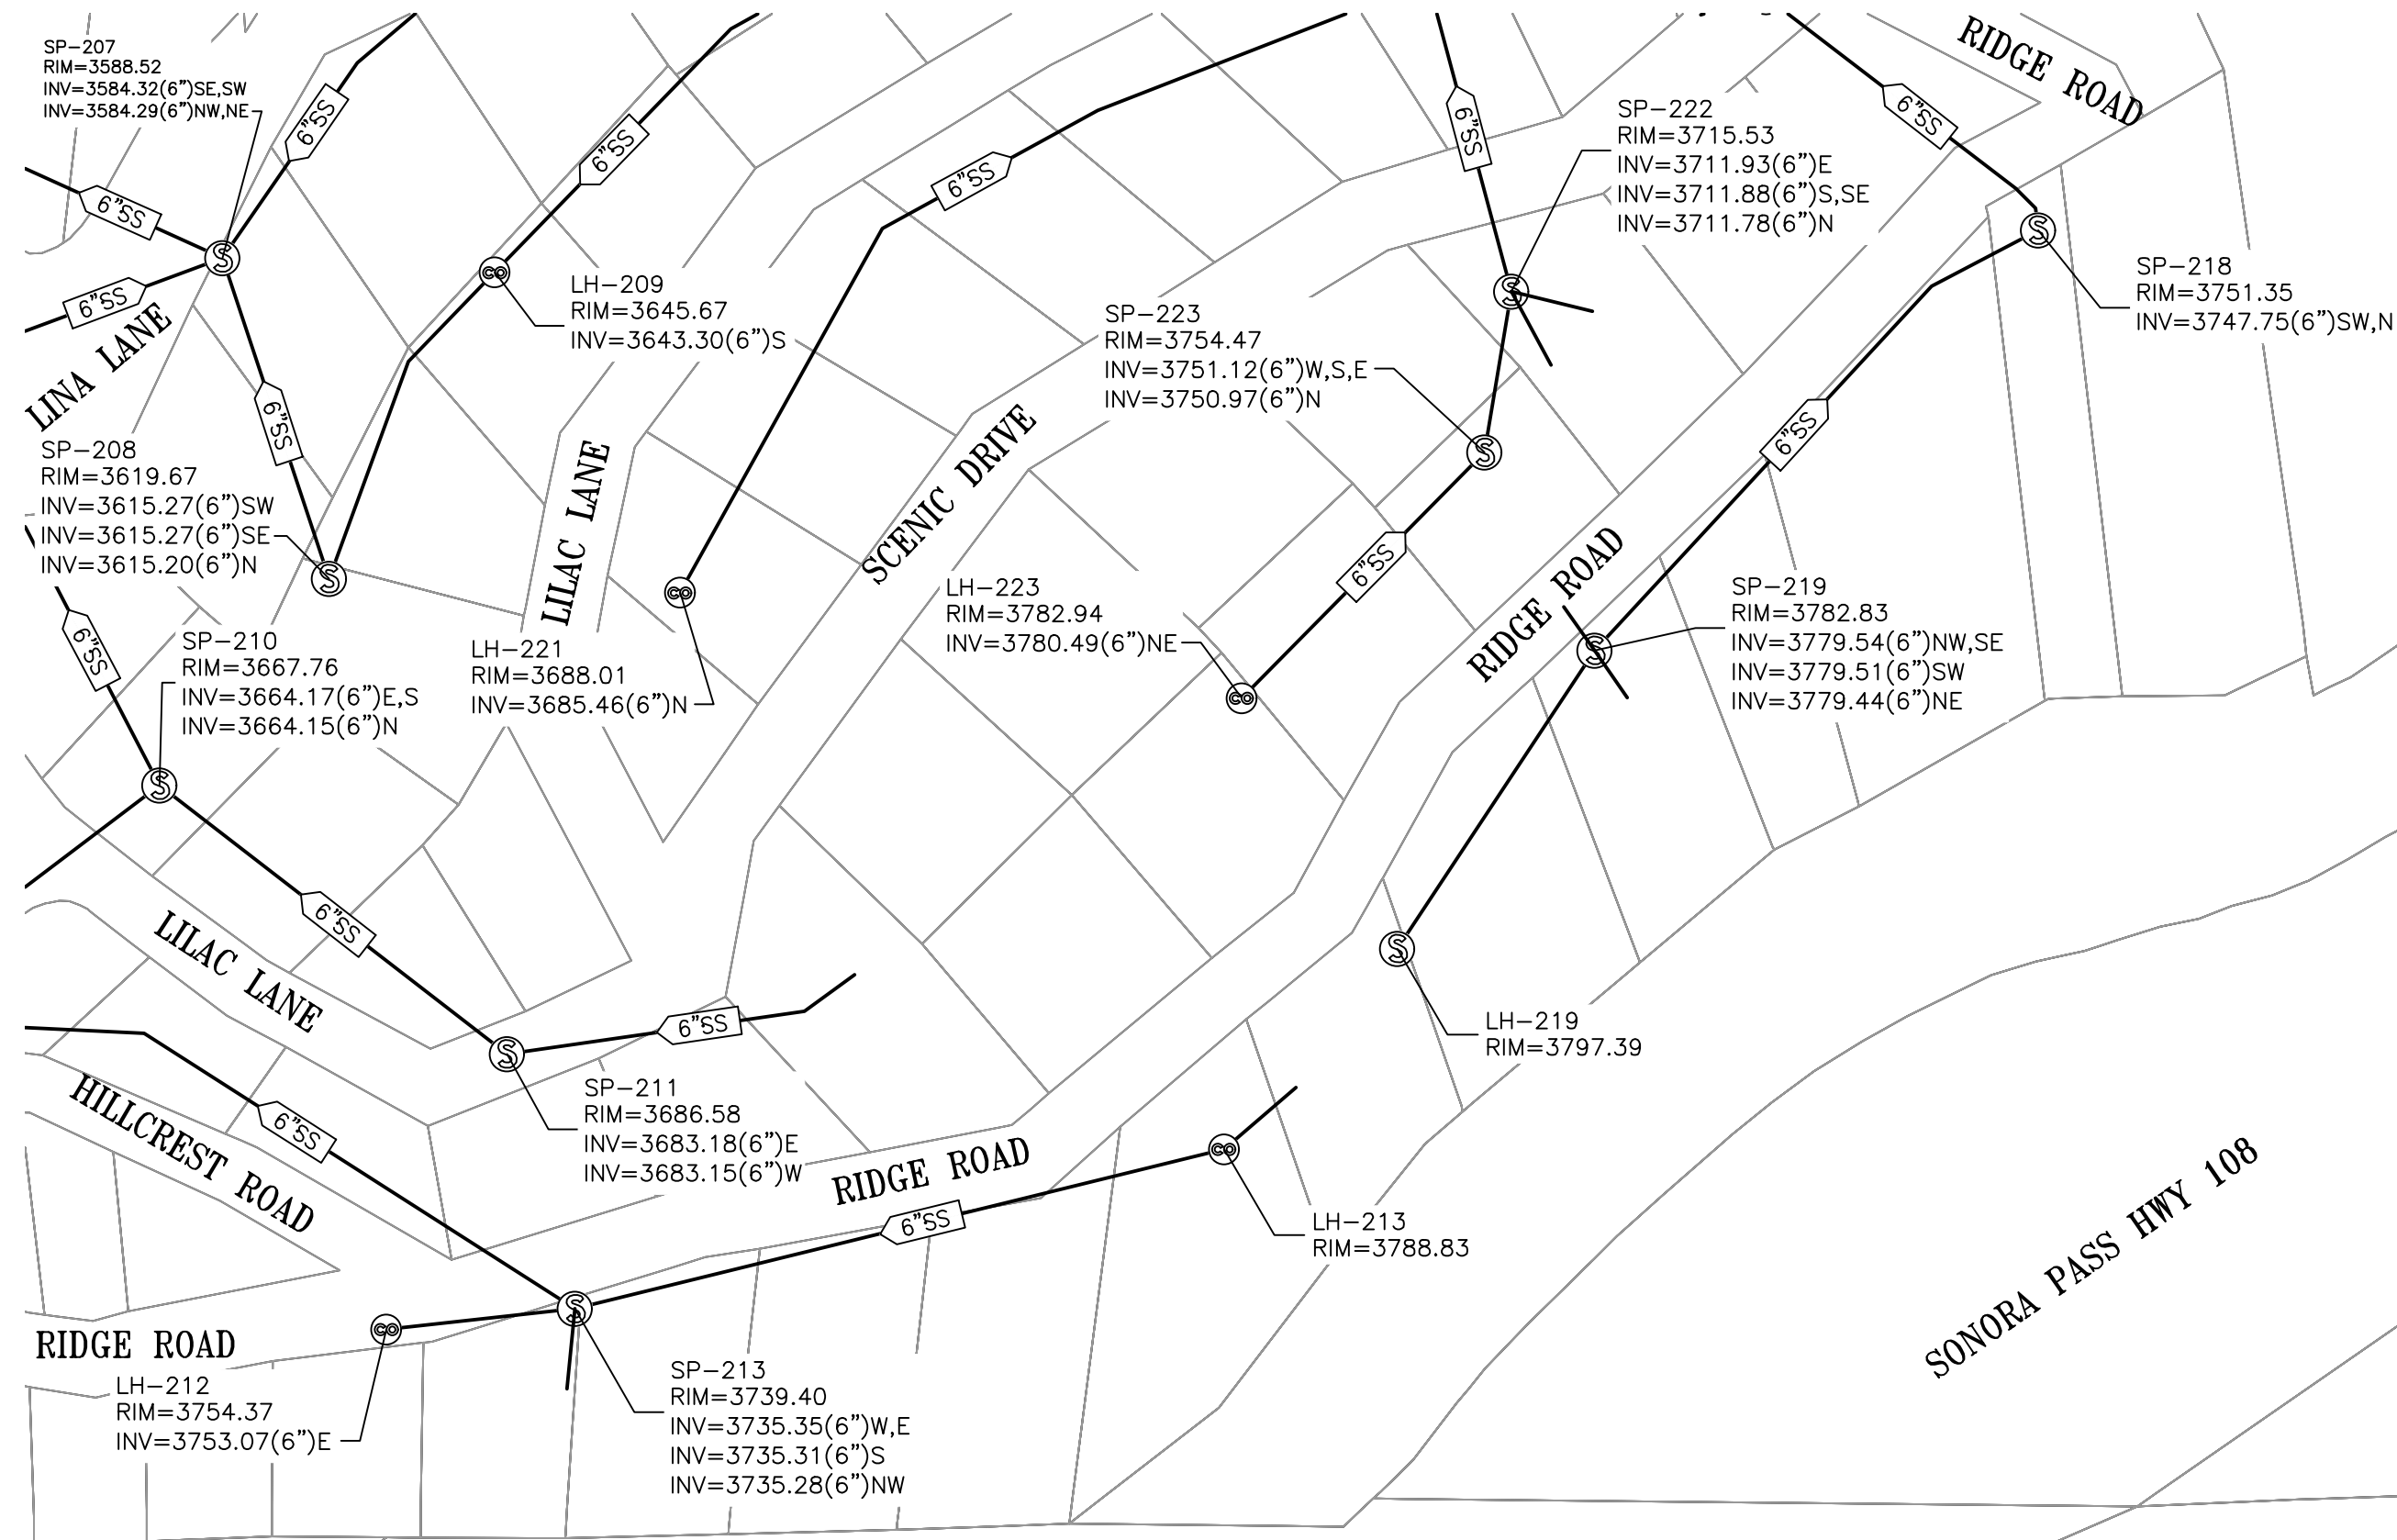 SP-207
RIM=3588.52
INV=3584.32(6")SE,SW
INV=3584.29(6")NW,NE
6"SS
6"SS
6"SS
6"SS
RIDGE ROAD
6"SS
6"SS
SP-222
RIM=3715.53
INV=3711.93(6")E
INV=3711.88(6")S,SE
INV=3711.78(6")N
6"SS
S
S
S
CO
LH-209
RIM=3645.67
INV=3643.30(6")S
SP-218
RIM=3751.35
INV=3747.75(6")SW,N
6"SS
LINA LANE
SP-223
RIM=3754.47
INV=3751.12(6")W,S,E
INV=3750.97(6")N
6"SS
6"SS
S
SP-208
RIM=3619.67
INV=3615.27(6")SW
INV=3615.27(6")SE
INV=3615.20(6")N
S
LILAC LANE
SCENIC DRIVE
CO
6"SS
RIDGE ROAD
LH-223
RIM=3782.94
INV=3780.49(6")NE
CO
SP-219
RIM=3782.83
INV=3779.54(6")NW,SE
INV=3779.51(6")SW
INV=3779.44(6")NE
S
6"SS
SP-210
RIM=3667.76
INV=3664.17(6")E,S
INV=3664.15(6")N
LH-221
RIM=3688.01
INV=3685.46(6")N
S
6"SS
LILAC LANE
S
LH-219
RIM=3797.39
S
6"SS
SP-211
RIM=3686.58
INV=3683.18(6")E
INV=3683.15(6")W
HILLCREST ROAD
6"SS
RIDGE ROAD
CO
6"SS
LH-213
RIM=3788.83
SONORA PASS HWY 108
S
CO
RIDGE ROAD
LH-212
RIM=3754.37
INV=3753.07(6")E
SP-213
RIM=3739.40
INV=3735.35(6")W,E
INV=3735.31(6")S
INV=3735.28(6")NW